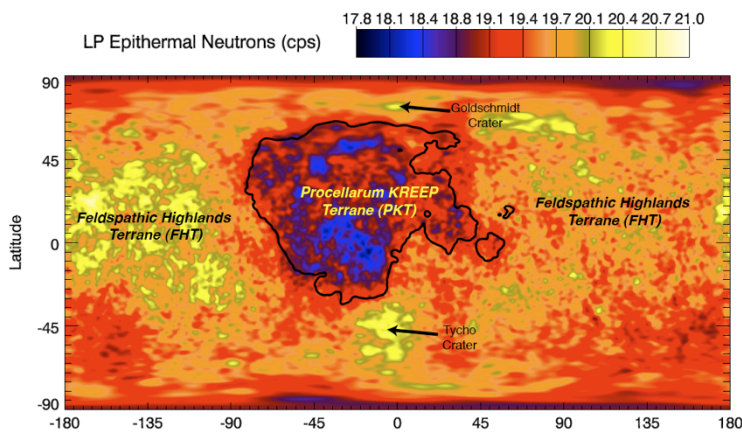 17.8 18.1 18.4 18.8 19.1 19.4 19.7 20.1 20.4 20.7 21.0
LP Epithermal Neutrons (cps)
90
45
0
-45
-90
Latitude
Goldschmidt
Crater
Procellarum KREEP
Terrane (PKT)
Feldspathic Highlands
Terrane (FHT)
Feldspathic Highlands
Terrane (FHT)
Tycho
Crater
-180 -135 -90 -45 0 45 90 135 180